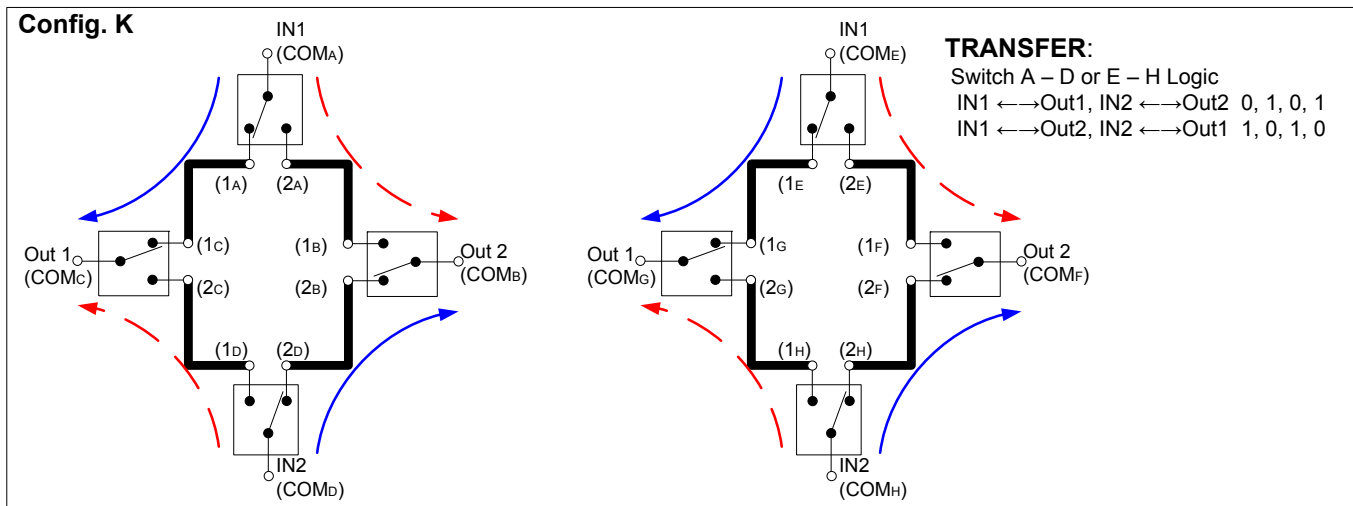 Config. K
IN1
(COMA)
(1A) (2A)
Out 1
(COMC)
(1C)
(2C)
(1B)
(2B)
Out 2
(COMB)
(1D) (2D)
IN2
(COMD)
IN1
(COME)
(1E) (2E)
Out 1
(COMG)
(1G)
(2G)
(1F)
(2F)
Out 2
(COMF)
(1H) (2H)
IN2
(COMH)
TRANSFER:
Switch A – D or E – H Logic
IN1 ←→Out1, IN2 ←→Out2 0, 1, 0, 1
IN1 ←→Out2, IN2 ←→Out1 1, 0, 1, 0